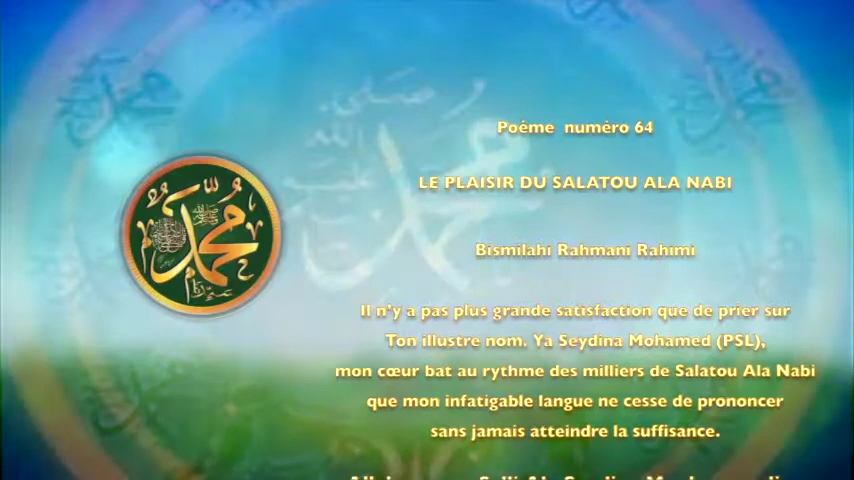 Poéme numéro 64
LE PLAISIR DU SALATOU ALA NABI
Bismilahi Rahmani Rahimi
Il n'y a pas plus grande satisfaction que de prier sur
Ton illustre nom. Ya Seydina Mohamed (PSL),
mon cœur bat au rythme des milliers de Salatou Ala Nabi
que mon infatigable langue ne cesse de prononcer
sans jamais atteindre la suffisance.
محمد